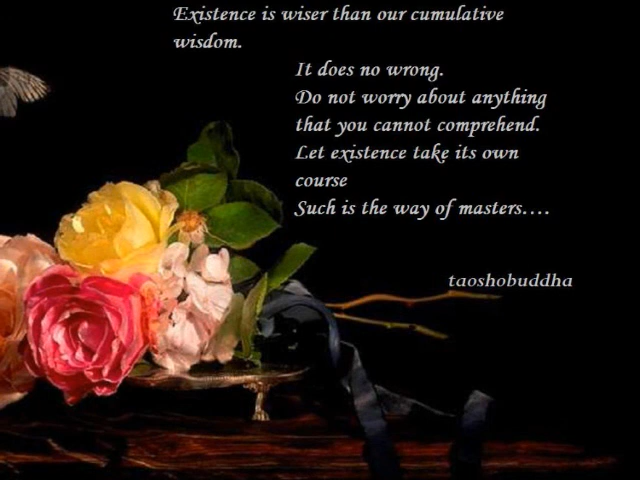 Existence is wiser than our cumulative
wisdom.
It does no wrong.
Do not worry about anything
that you cannot comprehend.
Let existence take its own
course
Such is the way of masters....
taoshobuddha